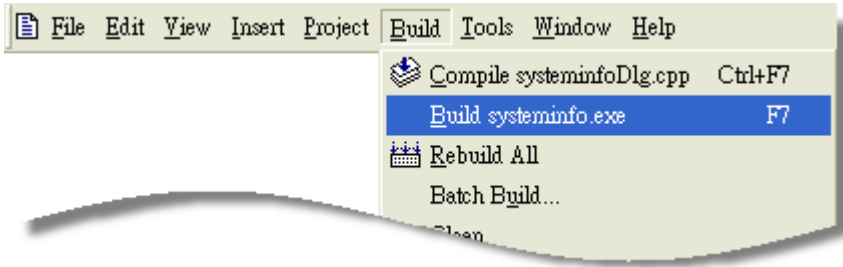 File Edit View Insert Project Build Tools Window Help
Compile systeminfoDlg.cpp Ctrl+F7
Build systeminfo.exe F7
Rebuild All
Batch Build...
Clean